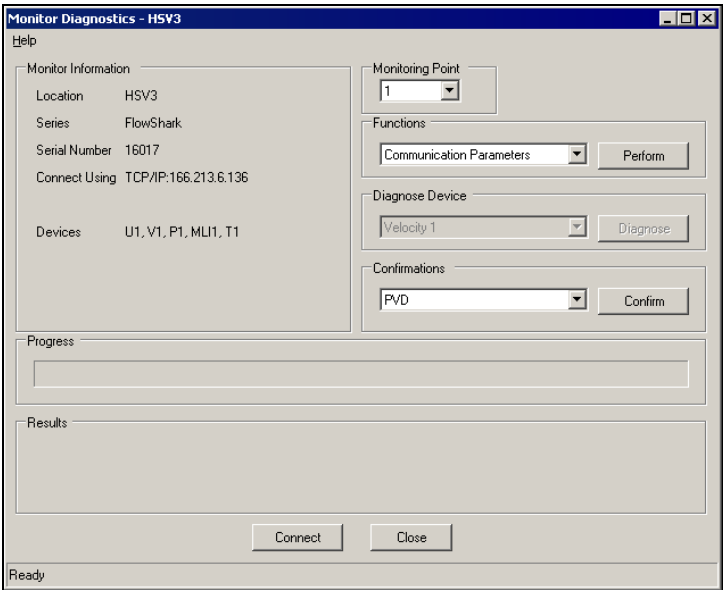 Monitor Diagnostics - HSV3
Help
Monitor Information
Location HSV3
Series FlowShark
Serial Number 16017
Connect Using TCP/IP:166.213.6.136
Devices U1, V1, P1, MLI1, T1
Monitoring Point
1
Functions
Communication Parameters Perform
Diagnose Device
Velocity 1 Diagnose
Confirmations
PVD Confirm
Progress
Results
Connect Close
Ready